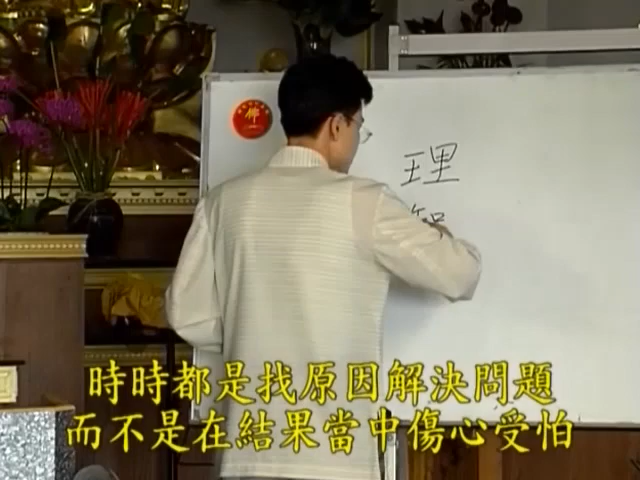 佛
理
時時都是找原因解決問題
而不是在結果當中傷心受怕